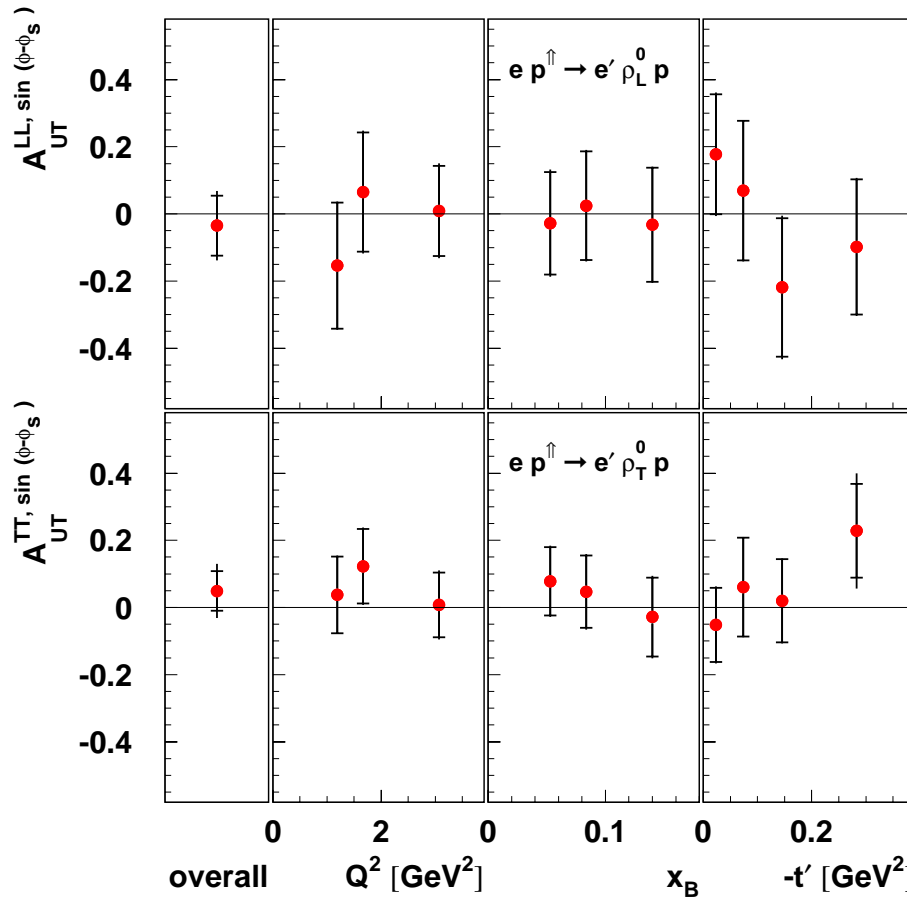 A_UT^LL, sin (ϕ-ϕ_s)
e p^⇑ → e′ ρ_L^0 p
0.4
0.2
0
-0.2
-0.4
A_UT^TT, sin (ϕ-ϕ_s)
e p^⇑ → e′ ρ_T^0 p
0.4
0.2
0
-0.2
-0.4
0 2 0 0.1 0 0.2
overall Q^2 [GeV^2] x_B -t′ [GeV^2]